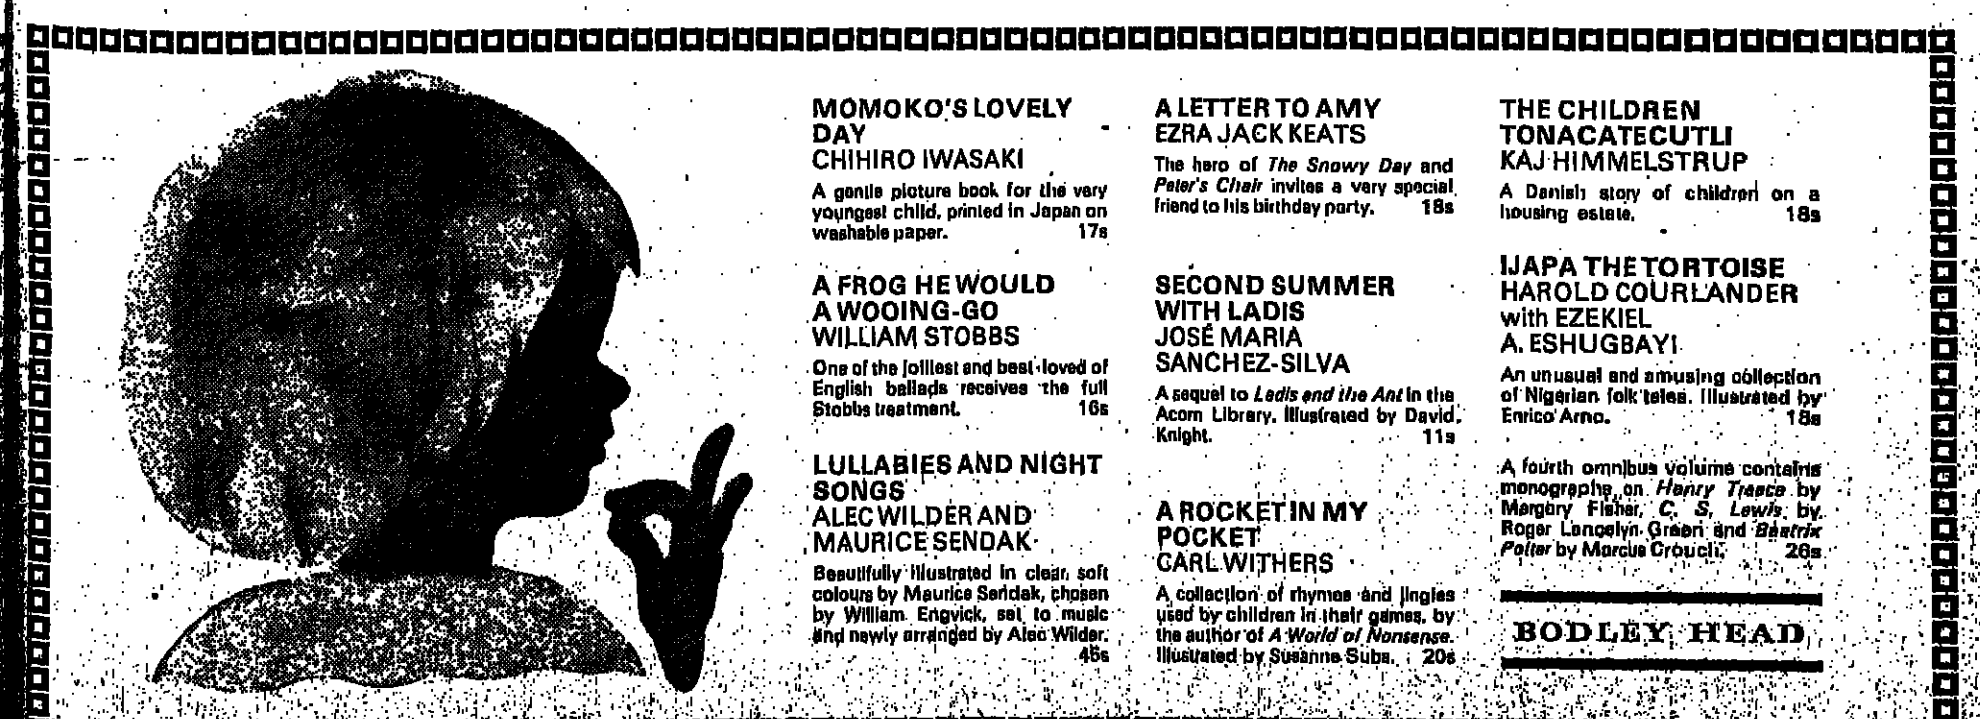 MOMOKO'S LOVELY
DAY
CHIHIRO IWASAKI
A gentle picture book for the very
youngest child, printed in Japan on
washable paper. 17s
A FROG HE WOULD
A WOOING-GO
WILLIAM STOBBS
One of the jolliest and best-loved of
English ballads receives the full
Stobbs treatment. 16s
LULLABIES AND NIGHT
SONGS
ALEC WILDER AND
MAURICE SENDAK
Beautifully illustrated in clear, soft
colours by Maurice Sendak, chosen
by William Engvick, set to music
and newly arranged by Alec Wilder.
45s
A LETTER TO AMY
EZRA JACK KEATS
The hero of The Snowy Day and
Peter's Chair invites a very special
friend to his birthday party. 18s
SECOND SUMMER
WITH LADIS
JOSÉ MARIA
SANCHEZ-SILVA
A sequel to Ladis and the Ant in the
Acorn Library. Illustrated by David
Knight. 11s
A ROCKET IN MY
POCKET
CARL WITHERS
A collection of rhymes and jingles
used by children in their games, by
the author of A World of Nonsense.
Illustrated by Susanne Suba. 20s
THE CHILDREN
TONACATECUTLI
KAJ HIMMELSTRUP
A Danish story of children on a
housing estate. 18s
IJAPA THE TORTOISE
HAROLD COURLANDER
with EZEKIEL
A. ESHUGBAYI
An unusual and amusing collection
of Nigerian folk tales. Illustrated by
Enrico Arno. 18s
A fourth omnibus volume contains
monographs on Henry Treece by
Margery Fisher, C. S. Lewis by
Roger Lancelyn Green and Beatrix
Potter by Marcus Crouch. 26s
BODLEY HEAD